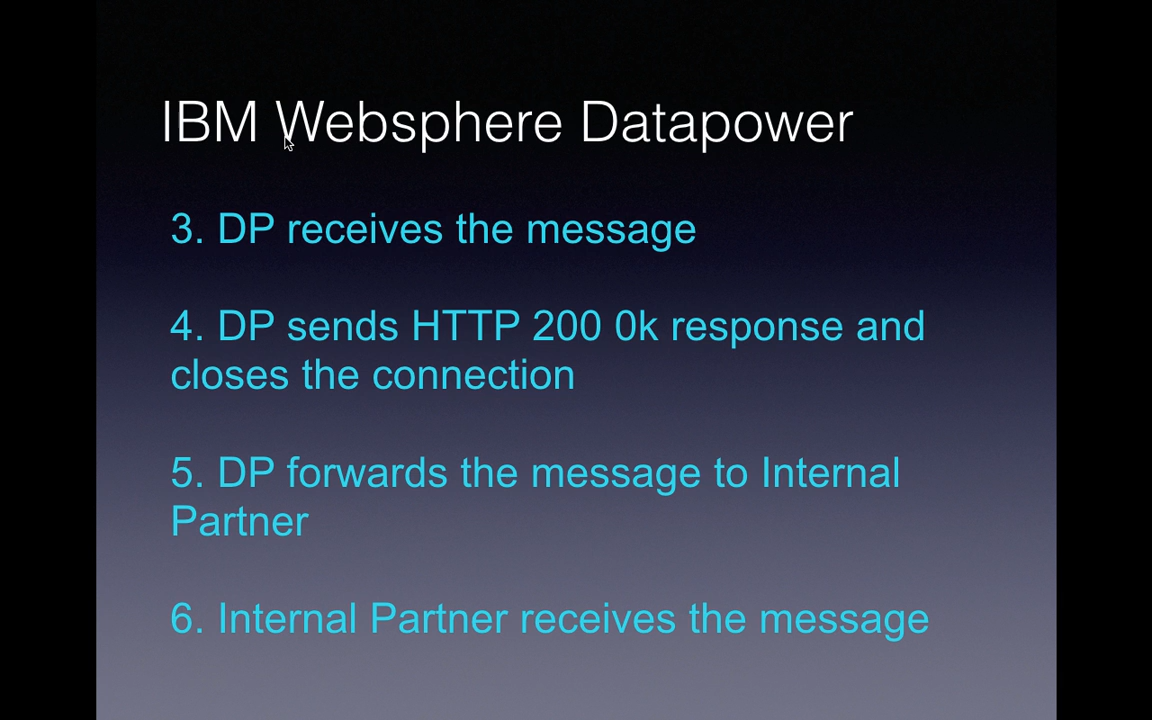 IBM Websphere Datapower
3. DP receives the message
4. DP sends HTTP 200 0k response and
closes the connection
5. DP forwards the message to Internal
Partner
6. Internal Partner receives the message